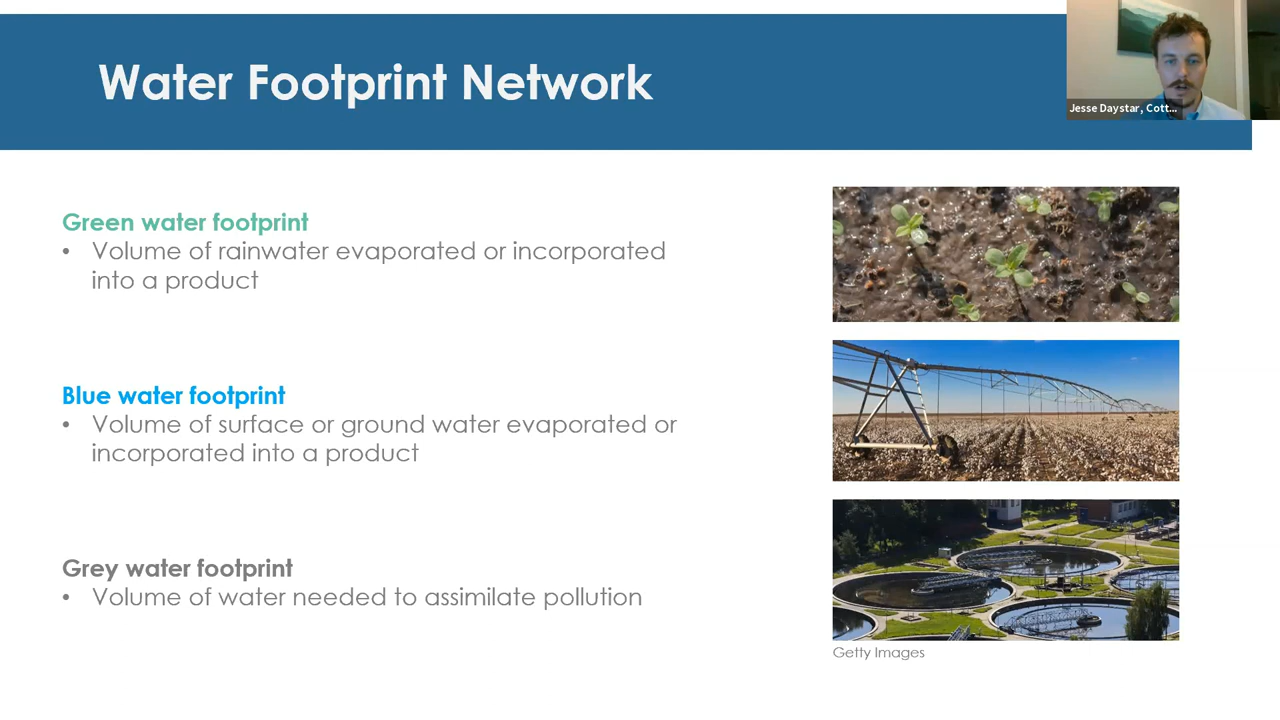 Water Footprint Network
Jesse Daystar, Cott...
Green water footprint
• Volume of rainwater evaporated or incorporated
into a product
Blue water footprint
• Volume of surface or ground water evaporated or
incorporated into a product
Grey water footprint
• Volume of water needed to assimilate pollution
Getty Images